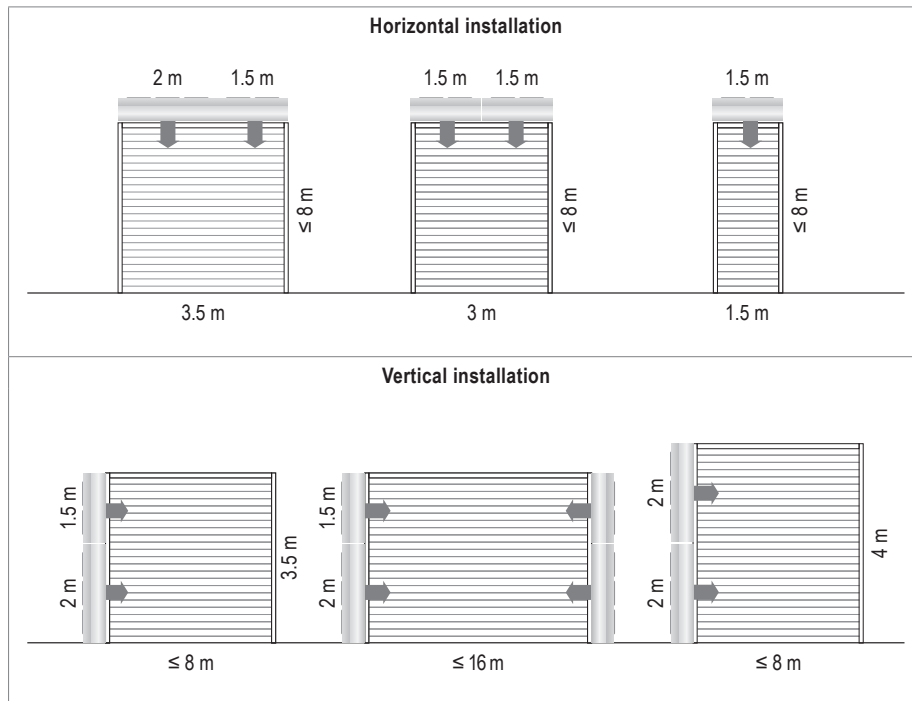 Horizontal installation
2 m 1.5 m 1.5 m 1.5 m 1.5 m
≤ 8 m ≤ 8 m ≤ 8 m
3.5 m 3 m 1.5 m
Vertical installation
1.5 m 1.5 m 2 m
2 m 3.5 m 2 m 2 m 4 m
≤ 8 m ≤ 16 m ≤ 8 m